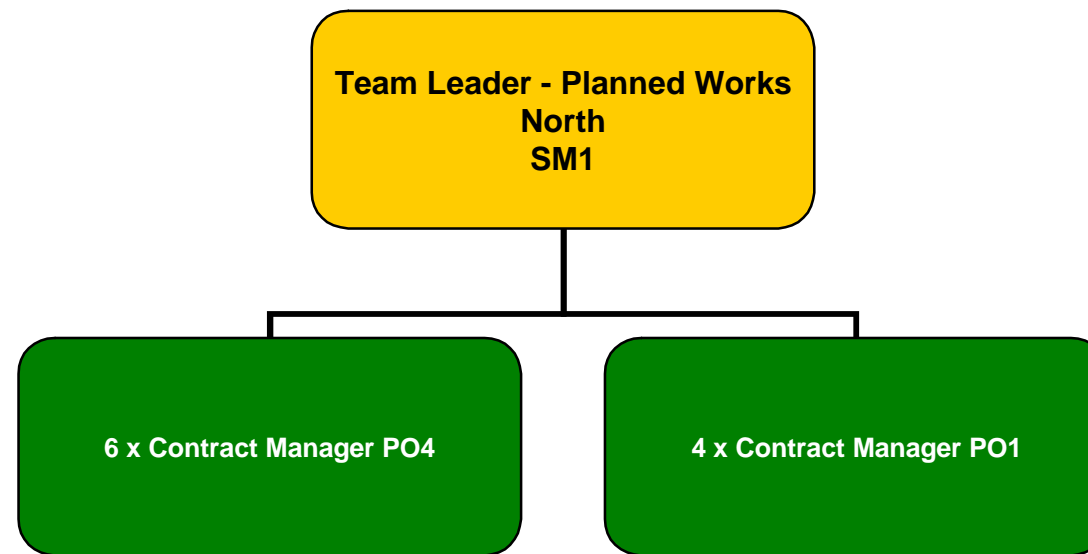 Team Leader - Planned Works
North
SM1
6 x Contract Manager PO4
4 x Contract Manager PO1